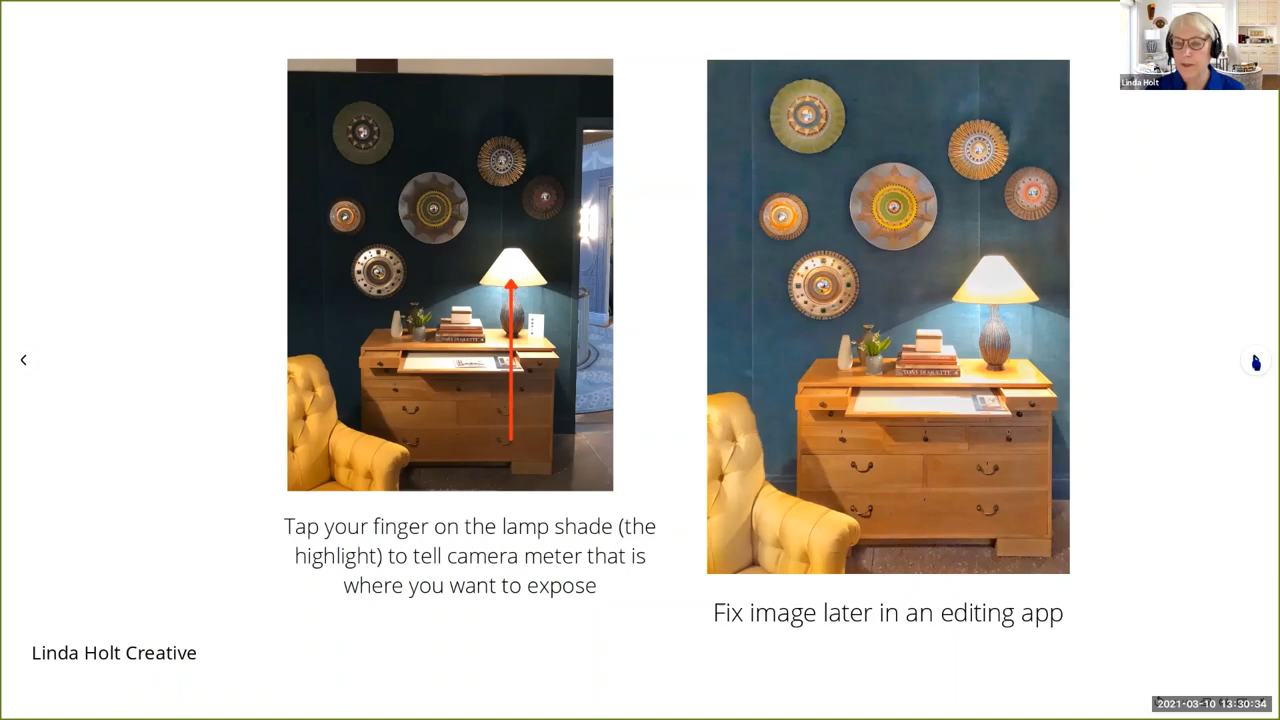 Linda Holt
TONY DUQUETTE
Tap your finger on the lamp shade (the
highlight) to tell camera meter that is
where you want to expose
Fix image later in an editing app
Linda Holt Creative
2021-03-10 13:30:34